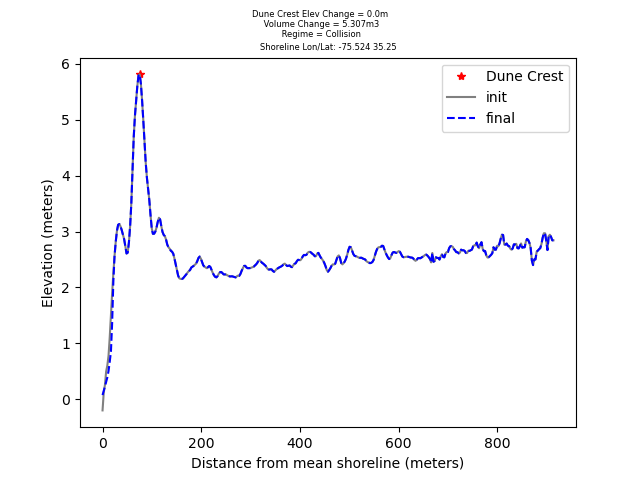 Dune Crest Elev Change = 0.0m
Volume Change = 5.307m3
Regime = Collision
Shoreline Lon/Lat: -75.524 35.25
Dune Crest
init
final
Elevation (meters)
6
5
4
3
2
1
0
0 200 400 600 800
Distance from mean shoreline (meters)